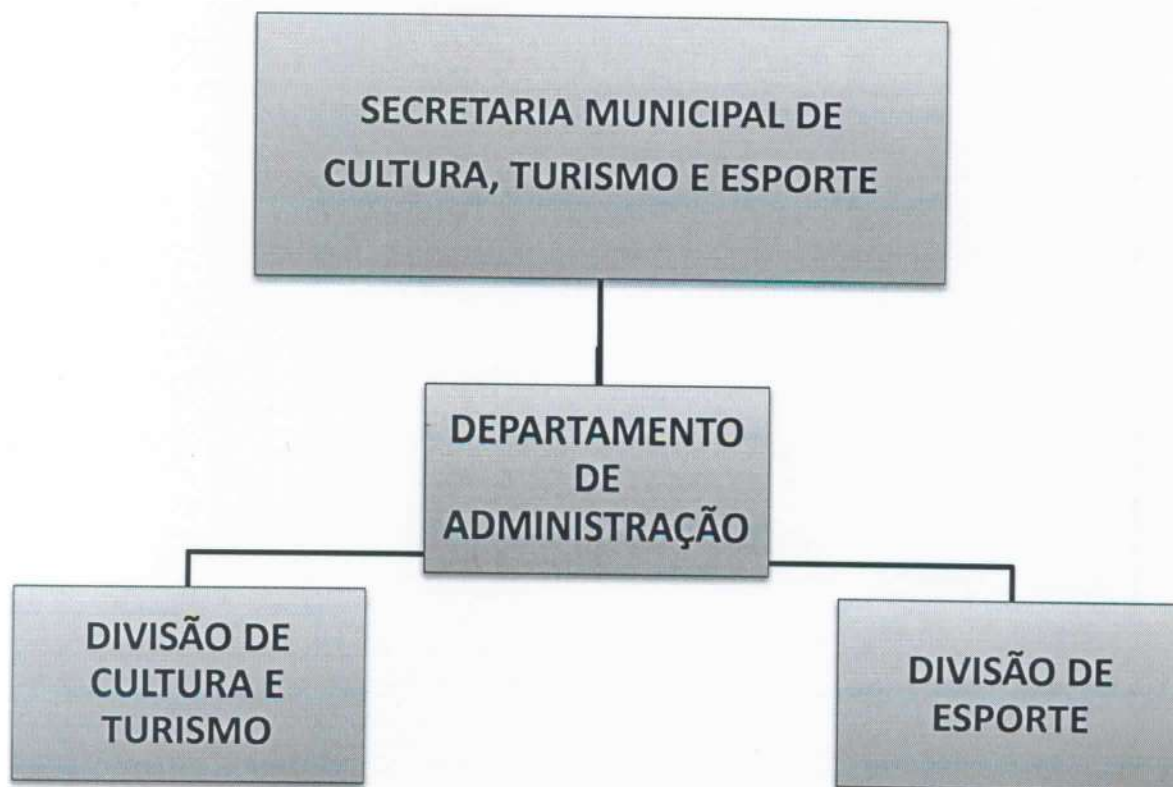 SECRETARIA MUNICIPAL DE
CULTURA, TURISMO E ESPORTE
DEPARTAMENTO
DE
ADMINISTRAÇÃO
DIVISÃO DE
CULTURA E
TURISMO
DIVISÃO DE
ESPORTE